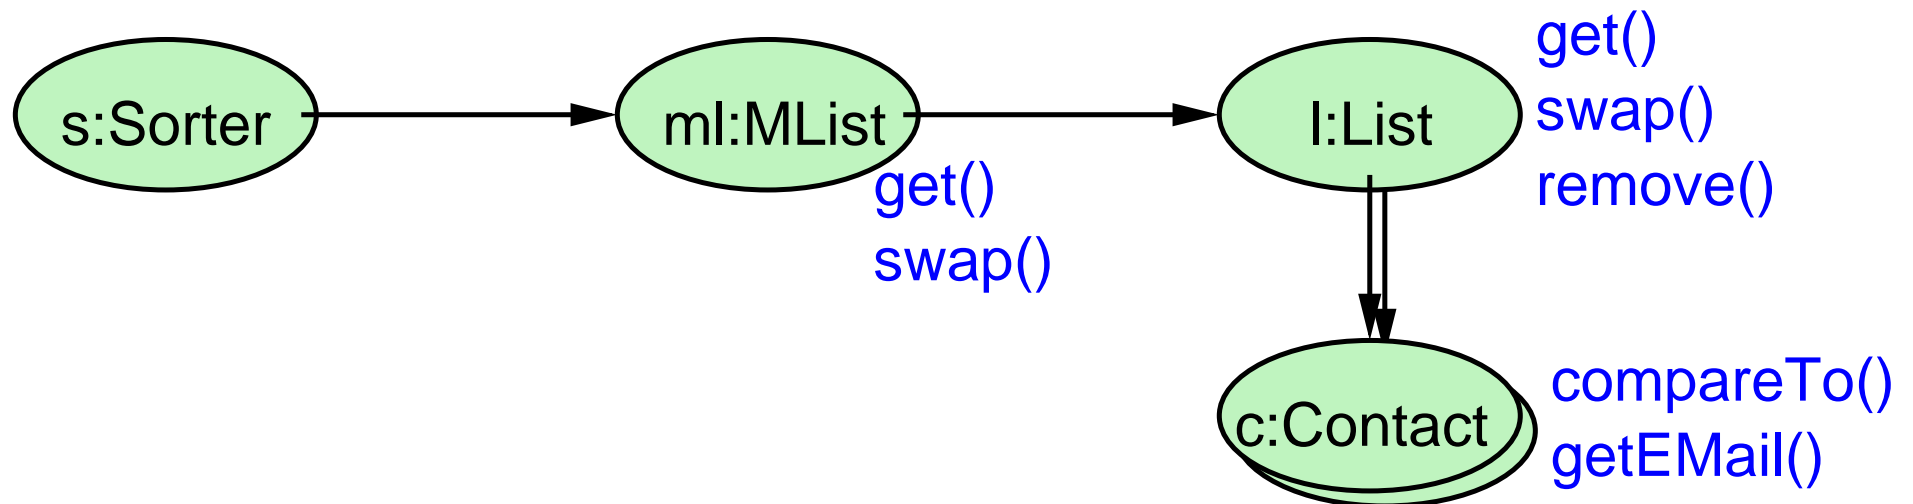 s:Sorter
ml:MList
get()
swap()
l:List
get()
swap()
remove()
c:Contact
compareTo()
getEMail()